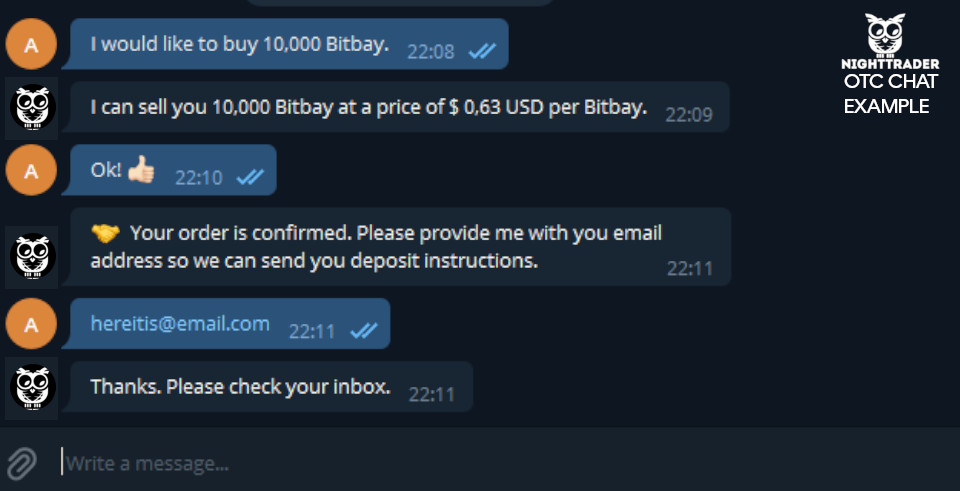 I would like to buy 10,000 Bitbay. 22:08
NIGHTTRADER
OTC CHAT
EXAMPLE
I can sell you 10,000 Bitbay at a price of $ 0,63 USD per Bitbay. 22:09
A
Ok! 👍🏻 22:10
A
🤝 Your order is confirmed. Please provide me with you email
address so we can send you deposit instructions. 22:11
A
hereitis@email.com 22:11
Thanks. Please check your inbox. 22:11
Write a message...